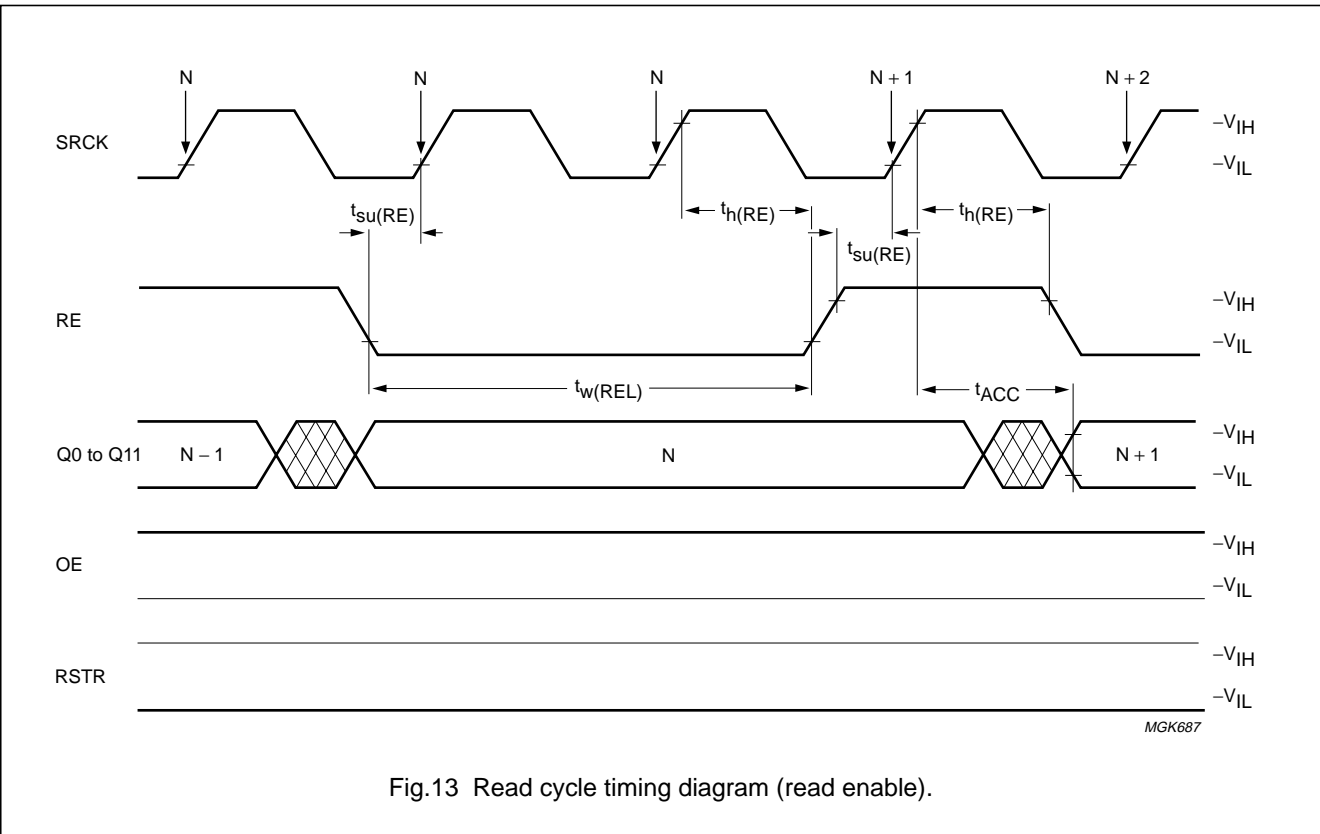 N N N N + 1 N + 2
SRCK
–VIH
–VIL
tsu(RE) th(RE) th(RE)
tsu(RE)
RE
–VIH
–VIL
tw(REL) tACC
Q0 to Q11 N – 1 N N + 1
–VIH
–VIL
OE
–VIH
–VIL
RSTR
–VIH
–VIL
MGK687
Fig.13 Read cycle timing diagram (read enable).